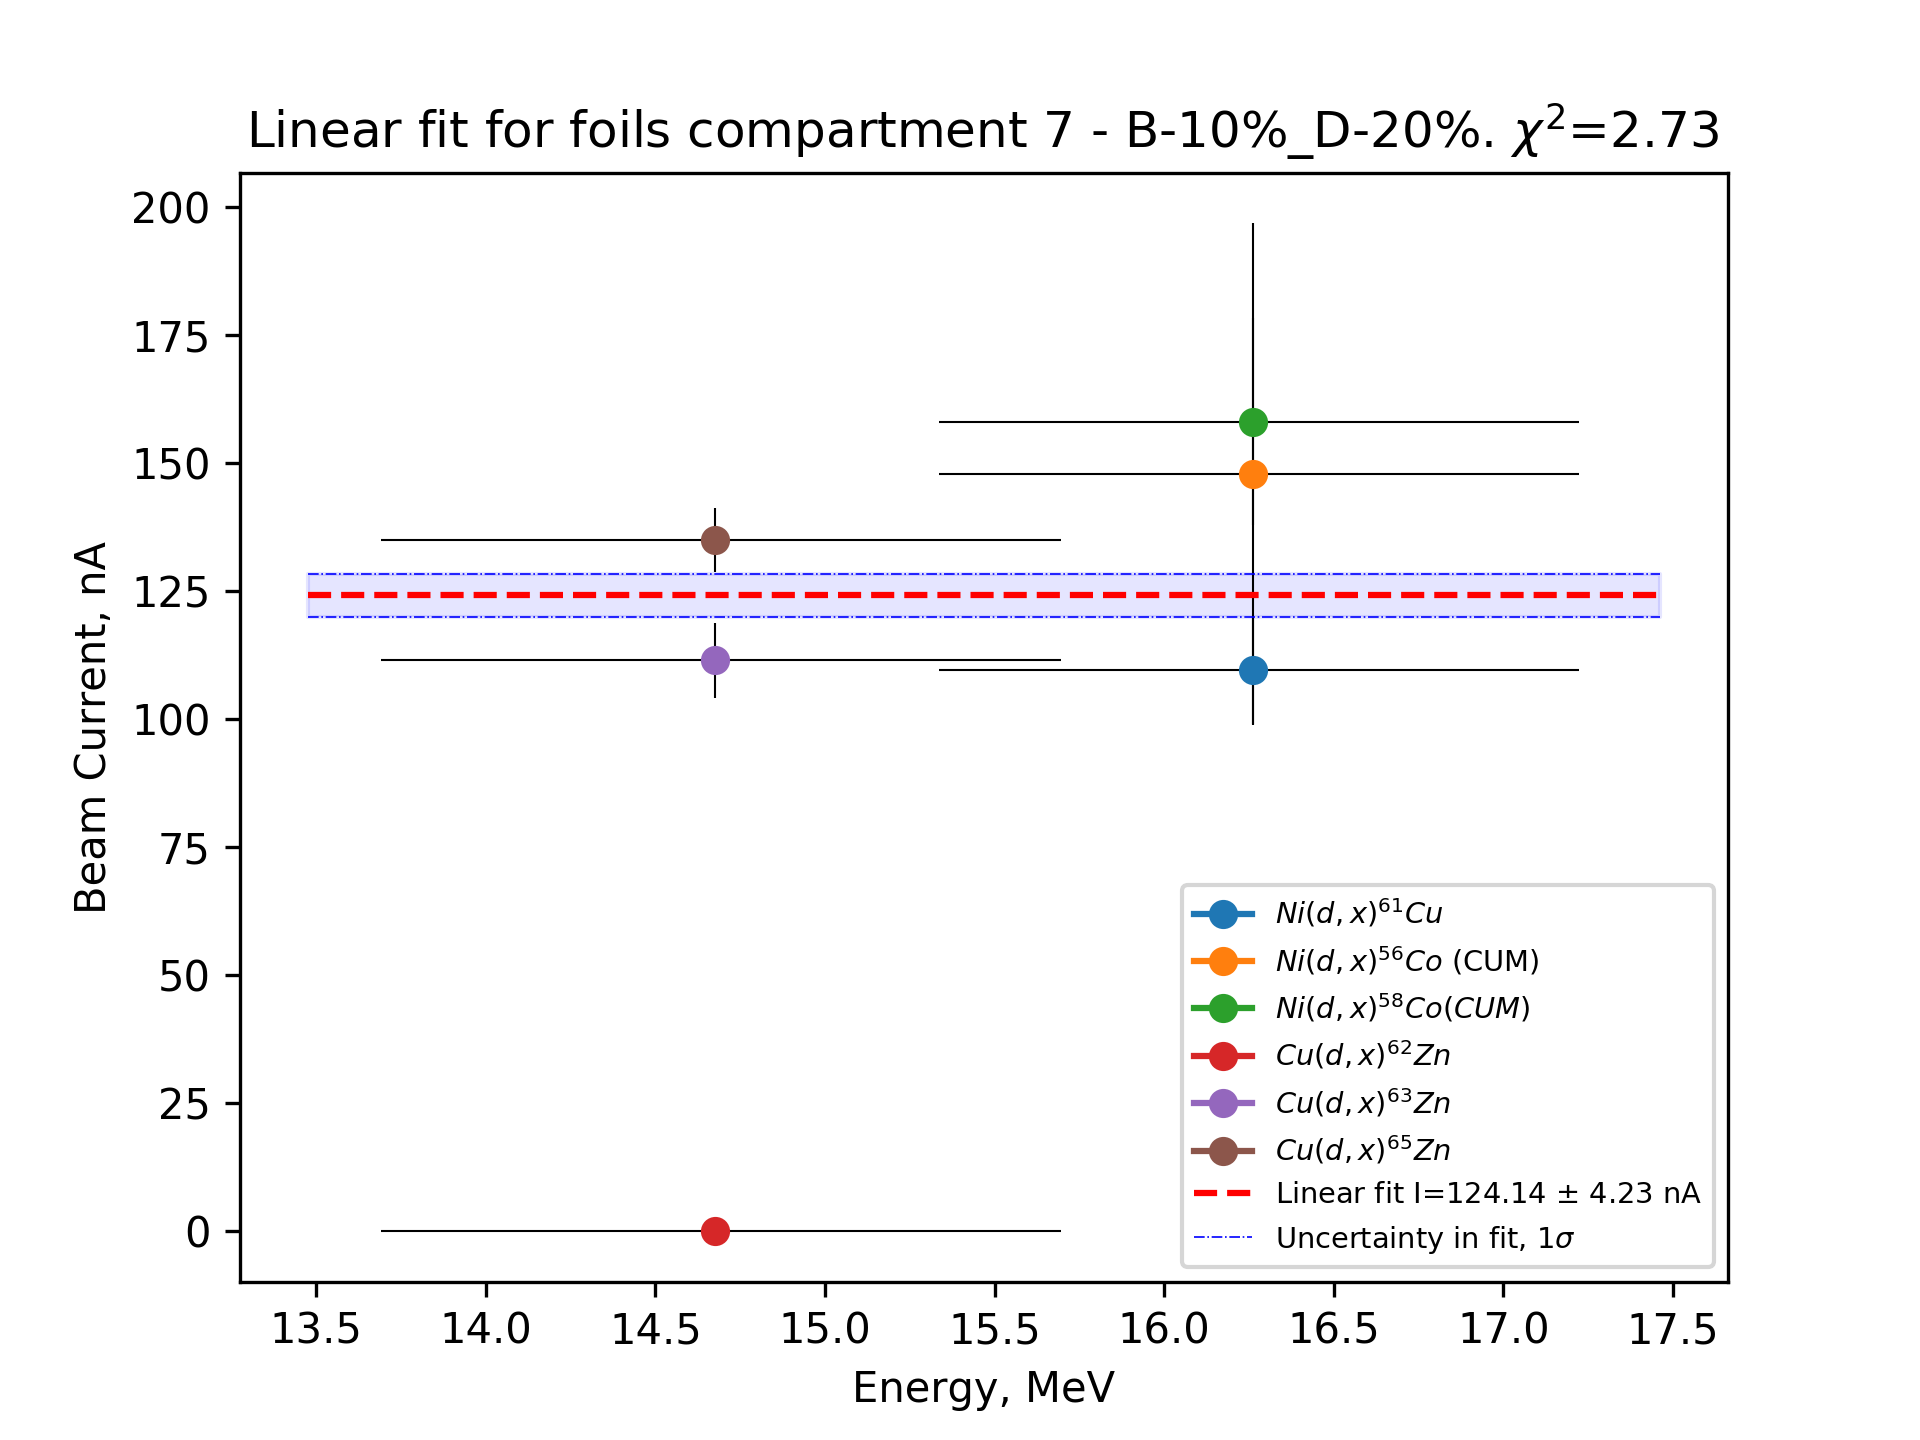 Linear fit for foils compartment 7 - B-10%_D-20%. χ²=2.73
200
175
150
125
100
75
50
25
0
Beam Current, nA
13.5 14.0 14.5 15.0 15.5 16.0 16.5 17.0 17.5
Energy, MeV
Ni(d, x)⁶¹Cu
Ni(d, x)⁵⁶Co (CUM)
Ni(d, x)⁵⁸Co(CUM)
Cu(d, x)⁶²Zn
Cu(d, x)⁶³Zn
Cu(d, x)⁶⁵Zn
Linear fit I=124.14 ± 4.23 nA
Uncertainty in fit, 1σ